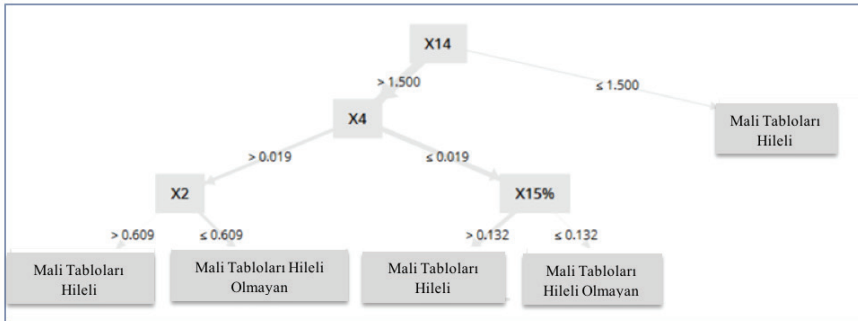 X14
> 1.500
≤ 1.500
X4
Mali Tabloları
Hileli
> 0.019
≤ 0.019
X2
X15%
> 0.609
≤ 0.609
> 0.132
≤ 0.132
Mali Tabloları
Hileli
Mali Tabloları Hileli
Olmayan
Mali Tabloları
Hileli
Mali Tabloları
Hileli Olmayan